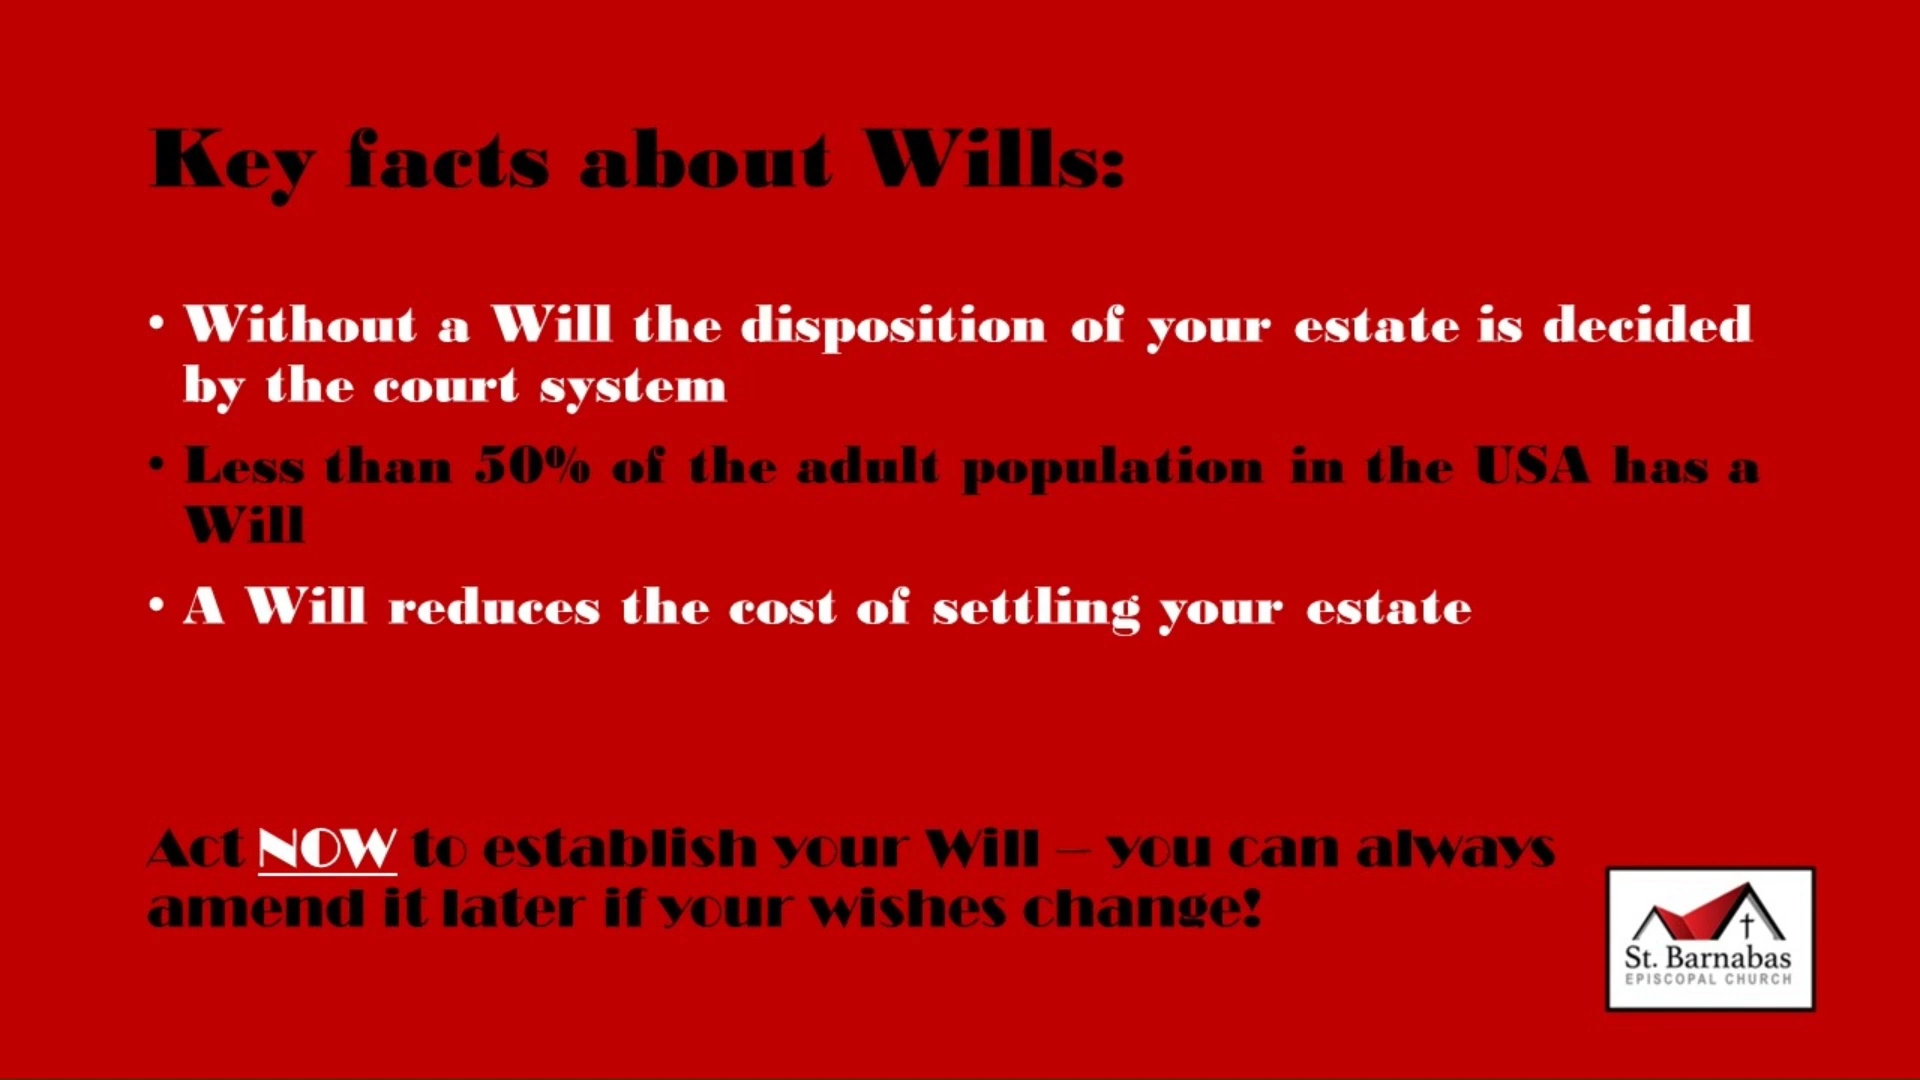 Key facts about Wills:
• Without a Will the disposition of your estate is decided
by the court system
• Less than 50% of the adult population in the USA has a
Will
• A Will reduces the cost of settling your estate
Act NOW to establish your Will – you can always
amend it later if your wishes change!
St. Barnabas
EPISCOPAL CHURCH